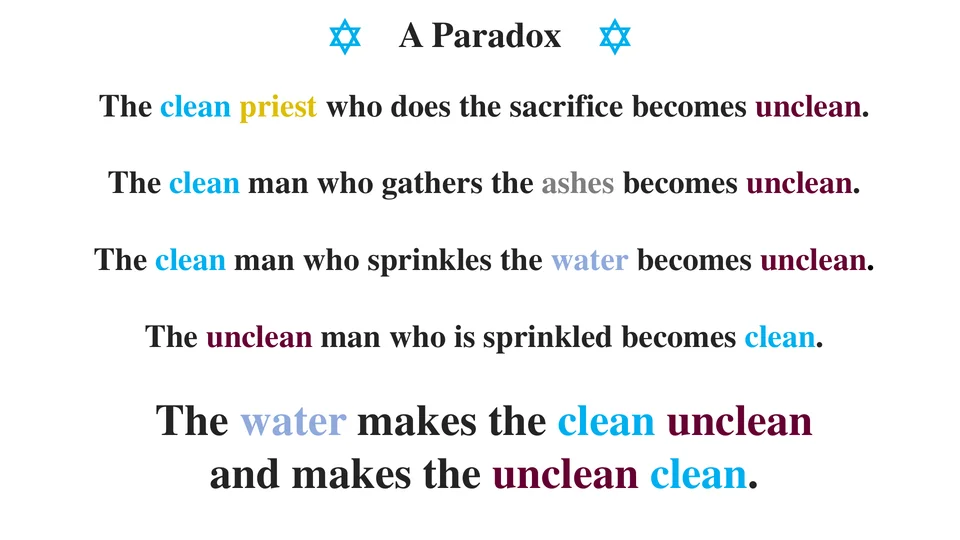 A Paradox
The clean priest who does the sacrifice becomes unclean.
The clean man who gathers the ashes becomes unclean.
The clean man who sprinkles the water becomes unclean.
The unclean man who is sprinkled becomes clean.
The water makes the clean unclean
and makes the unclean clean.